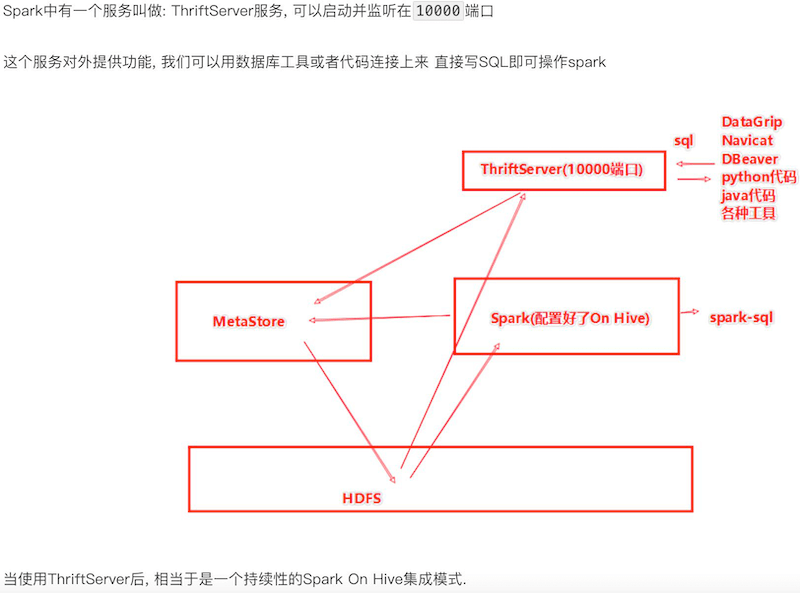 Spark中有一个服务叫做: ThriftServer服务, 可以启动并监听在10000端口
这个服务对外提供功能, 我们可以用数据库工具或者代码连接上来 直接写SQL即可操作spark
DataGrip
sql
Navicat
DBeaver
python代码
java代码
各种工具
ThriftServer(10000端口)
MetaStore
Spark(配置好了On Hive)
spark-sql
HDFS
当使用ThriftServer后, 相当于是一个持续性的Spark On Hive集成模式.